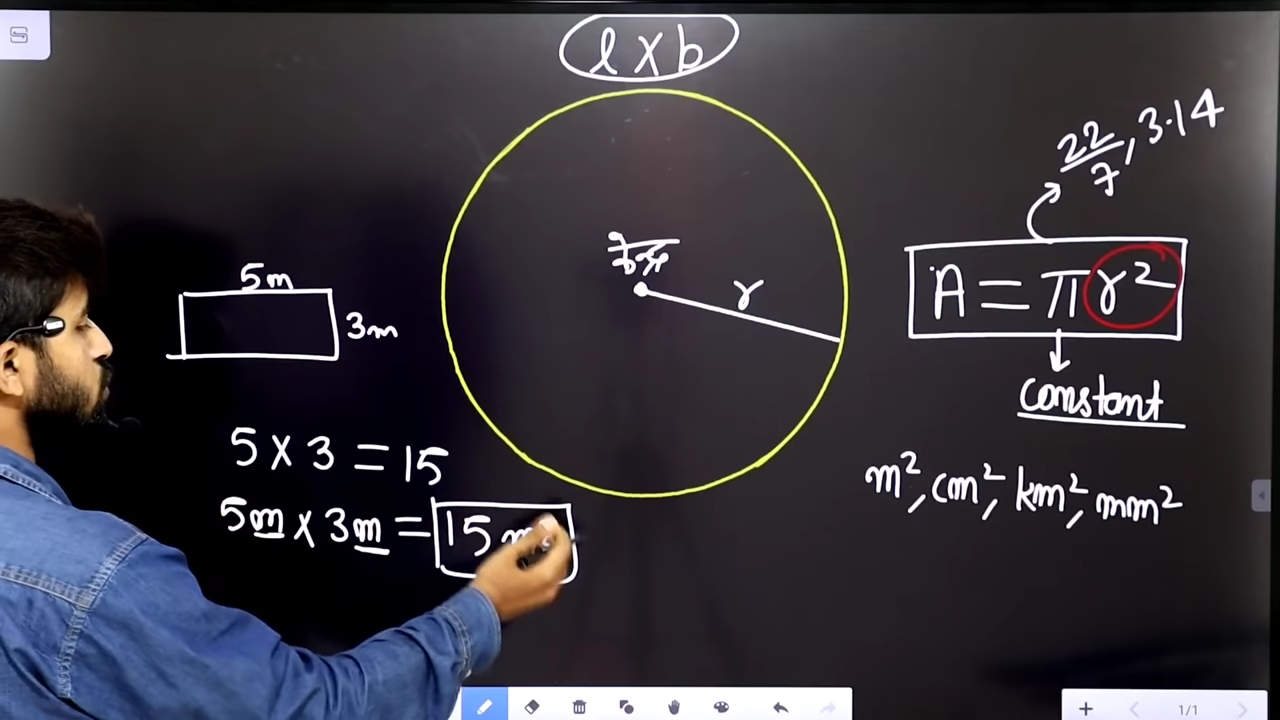 l x b
22/7, 3.14
5m
3m
r
A = πr²
constant
5 x 3 = 15
m², cm², km², mm²
5m x 3m = 15 m
1/1